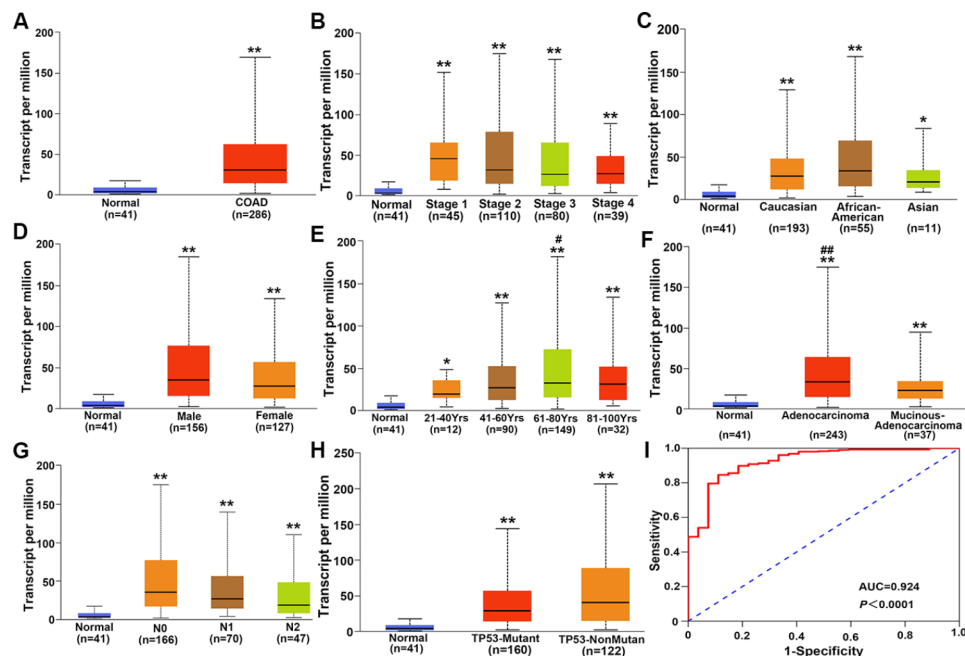 A
Transcript per million
200
150
100
50
0
**
Normal
(n=41)
COAD
(n=286)
B
Transcript per million
200
150
100
50
0
**
**
**
**
Normal
(n=41)
Stage 1
(n=45)
Stage 2
(n=110)
Stage 3
(n=80)
Stage 4
(n=39)
C
Transcript per million
200
150
100
50
0
**
**
*
Normal
(n=41)
Caucasian
(n=193)
African-
American
(n=55)
Asian
(n=11)
D
Transcript per million
200
150
100
50
0
**
**
Normal
(n=41)
Male
(n=156)
Female
(n=127)
E
Transcript per million
200
150
100
50
0
*
**
#
**
**
Normal
(n=41)
21-40Yrs
(n=12)
41-60Yrs
(n=90)
61-80Yrs
(n=149)
81-100Yrs
(n=32)
F
Transcript per million
200
150
100
50
0
##
**
**
Normal
(n=41)
Adenocarcinoma
(n=243)
Mucinous-
Adenocarcinoma
(n=37)
G
Transcript per million
200
150
100
50
0
**
**
**
Normal
(n=41)
N0
(n=166)
N1
(n=70)
N2
(n=47)
H
Transcript per million
250
200
150
100
50
0
**
**
Normal
(n=41)
TP53-Mutant
(n=160)
TP53-NonMutan
(n=122)
I
Sensitivity
1.0
0.8
0.6
0.4
0.2
0
AUC=0.924
P<0.0001
0
0.2
0.4
0.6
0.8
1.0
1-Specificity